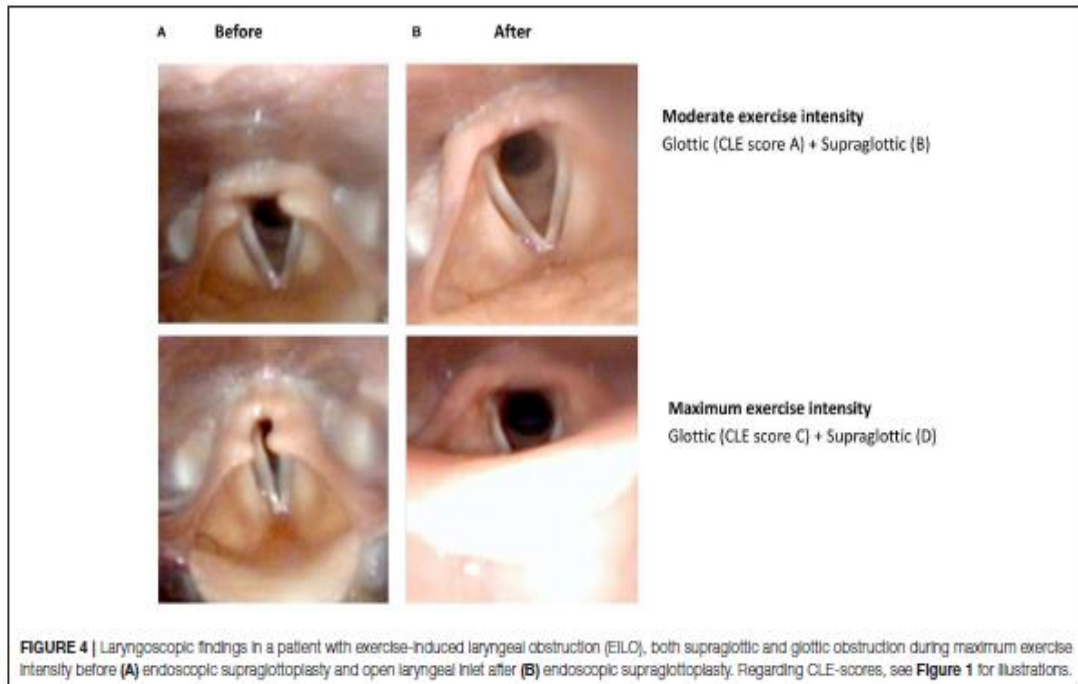 A Before B After
Moderate exercise intensity
Glottic (CLE score A) + Supraglottic (B)
Maximum exercise intensity
Glottic (CLE score C) + Supraglottic (D)
FIGURE 4 | Laryngoscopic findings in a patient with exercise-induced laryngeal obstruction (EILO), both supraglottic and glottic obstruction during maximum exercise
intensity before (A) endoscopic supraglottoplasty and open laryngeal inlet after (B) endoscopic supraglottoplasty. Regarding CLE-scores, see Figure 1 for illustrations.